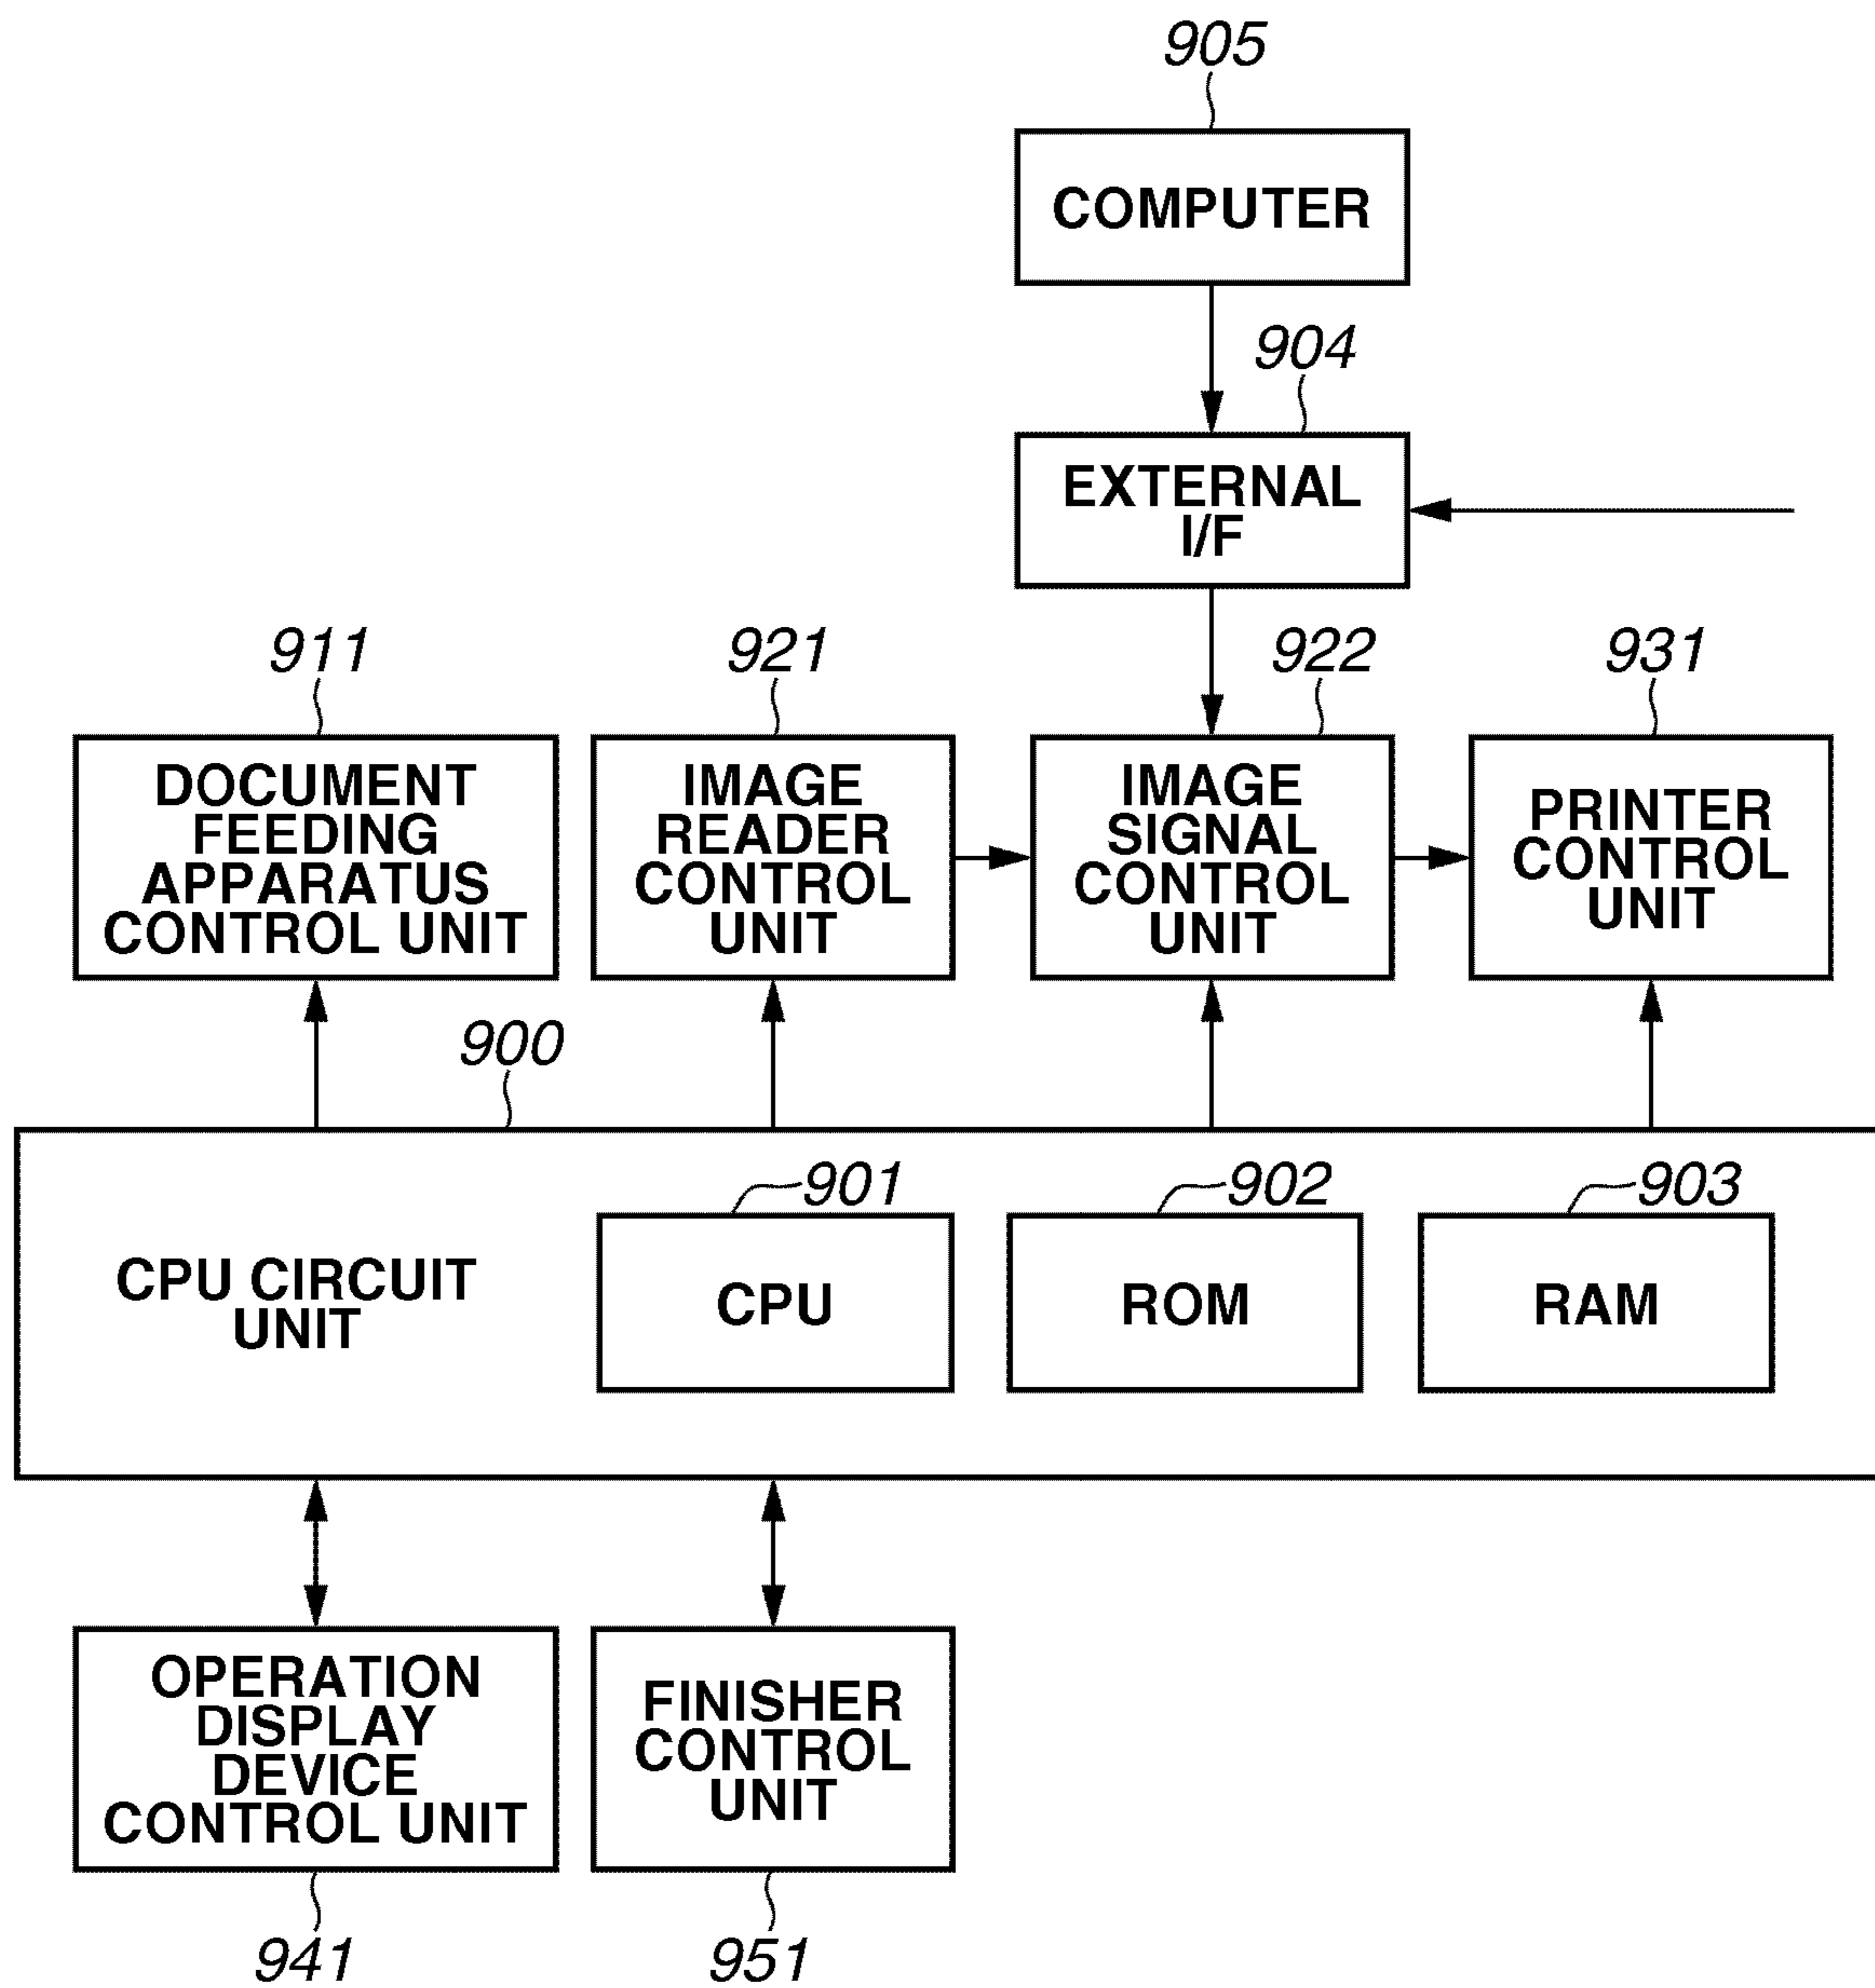 905
COMPUTER
904
EXTERNAL
I/F
911
921
922
931
DOCUMENT
FEEDING
APPARATUS
CONTROL UNIT
IMAGE
READER
CONTROL
UNIT
IMAGE
SIGNAL
CONTROL
UNIT
PRINTER
CONTROL
UNIT
900
CPU CIRCUIT
UNIT
901
CPU
902
ROM
903
RAM
OPERATION
DISPLAY
DEVICE
CONTROL UNIT
FINISHER
CONTROL
UNIT
941
951